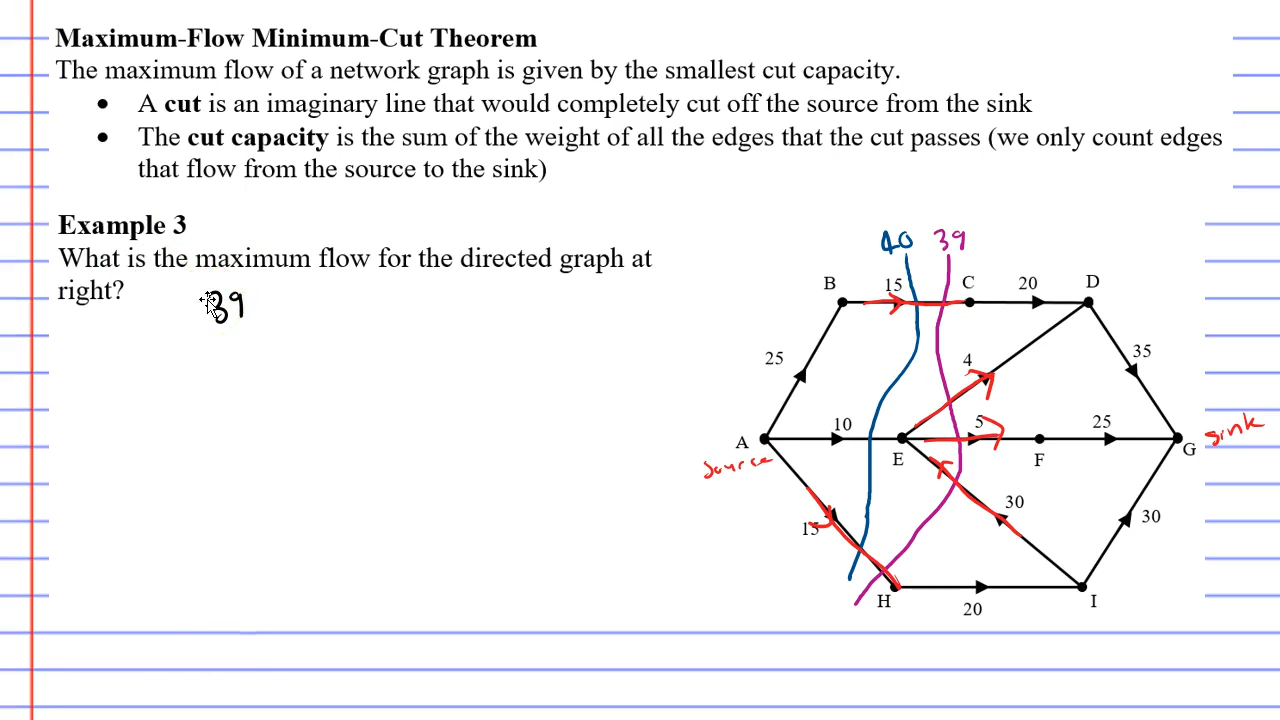 Maximum-Flow Minimum-Cut Theorem
The maximum flow of a network graph is given by the smallest cut capacity.
• A cut is an imaginary line that would completely cut off the source from the sink
• The cut capacity is the sum of the weight of all the edges that the cut passes (we only count edges
that flow from the source to the sink)
Example 3
What is the maximum flow for the directed graph at
right?
39
40 39
B 15 C 20 D
25 4 35
A 10 5 25 G sink
source E F
15 30 30
H 20 I